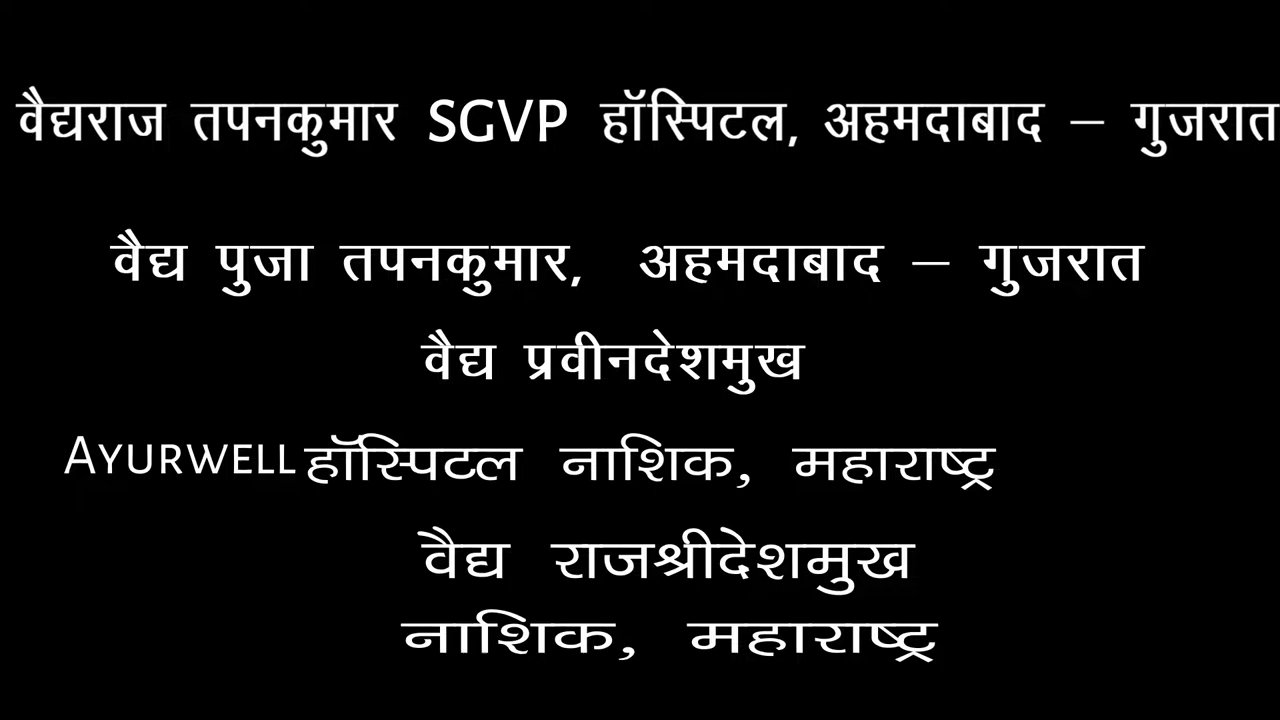 वैद्यराज तपनकुमार SGVP हॉस्पिटल, अहमदाबाद – गुजरात
वैद्य पुजा तपनकुमार, अहमदाबाद – गुजरात
वैद्य प्रवीनदेशमुख
AYURWELL हॉस्पिटल नाशिक, महाराष्ट्र
वैद्य राजश्रीदेशमुख
नाशिक, महाराष्ट्र